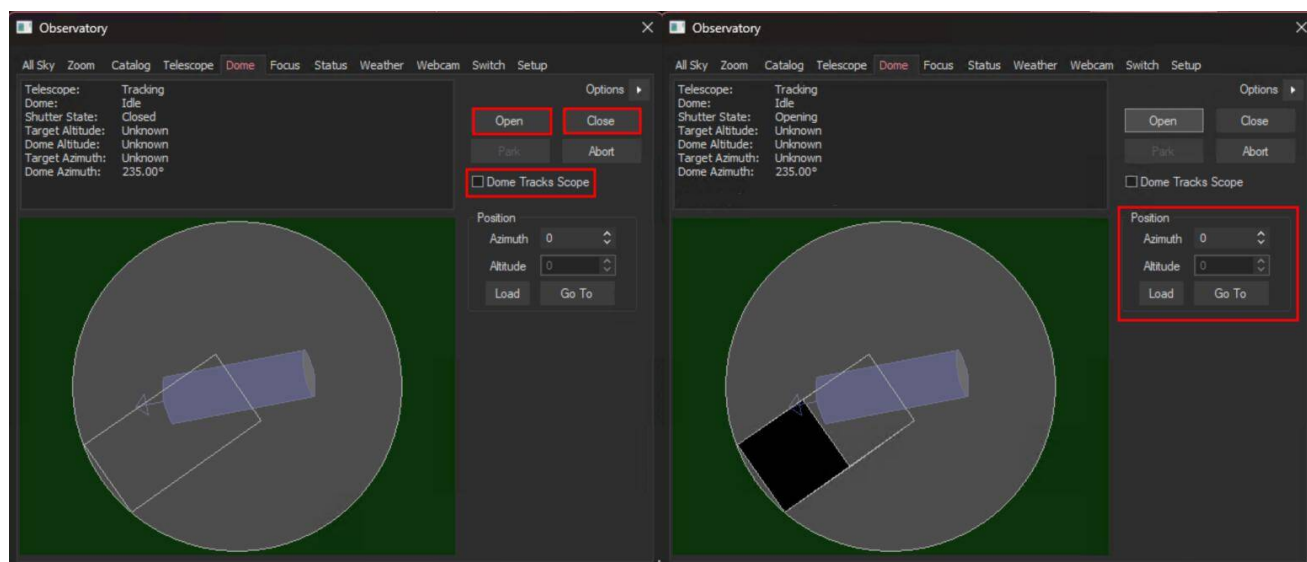 Observatory
All Sky Zoom Catalog Telescope Dome Focus Status Weather Webcam Switch Setup
Telescope: Tracking
Dome: Idle
Shutter State: Closed
Target Altitude: Unknown
Dome Altitude: Unknown
Target Azimuth: Unknown
Dome Azimuth: 235.00°
Options
Open Close
Park Abort
Dome Tracks Scope
Position
Azimuth 0
Altitude 0
Load Go To
Observatory
All Sky Zoom Catalog Telescope Dome Focus Status Weather Webcam Switch Setup
Telescope: Tracking
Dome: Idle
Shutter State: Opening
Target Altitude: Unknown
Dome Altitude: Unknown
Target Azimuth: Unknown
Dome Azimuth: 235.00°
Options
Open Close
Park Abort
Dome Tracks Scope
Position
Azimuth 0
Altitude 0
Load Go To